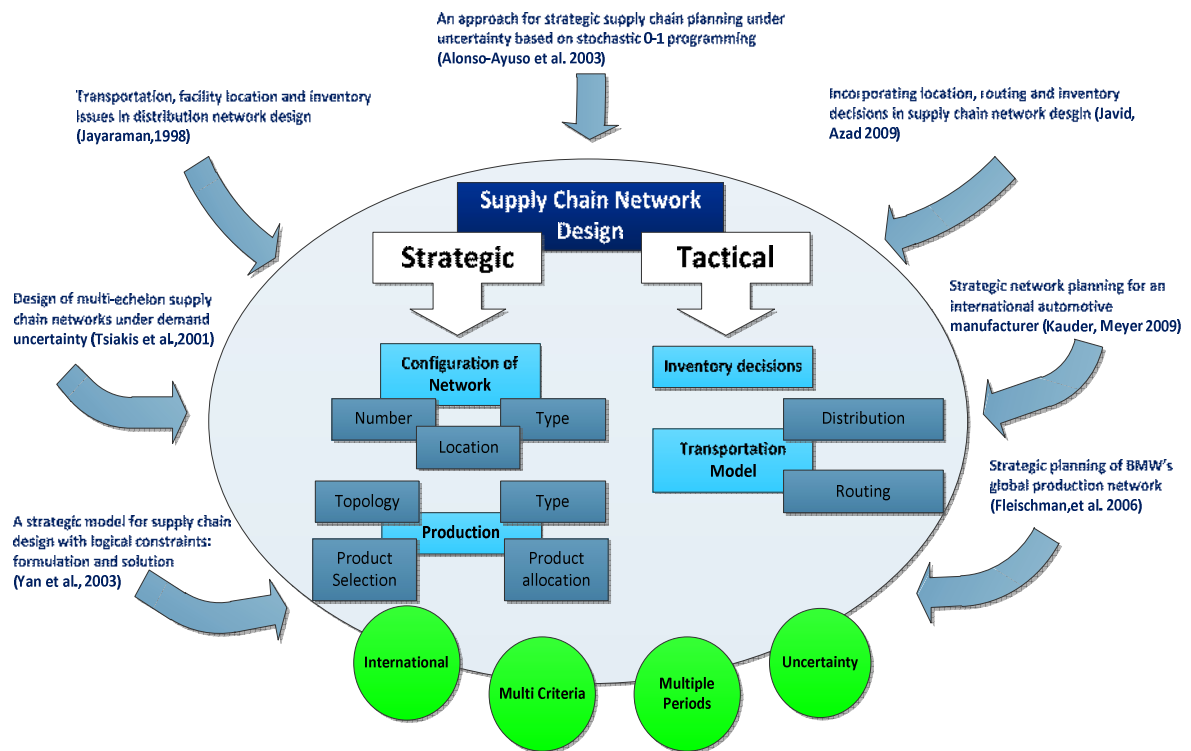 An approach for strategic supply chain planning under
uncertainty based on stochastic 0-1 programming
(Alonso-Ayuso et al. 2003)
Transportation, facility location and inventory
issues in distribution network design
(Jayaraman,1998)
Incorporating location, routing and inventory
decisions in supply chain network desgin (Javid,
Azad 2009)
Supply Chain Network
Design
Strategic
Tactical
Design of multi-echelon supply
chain networks under demand
uncertainty (Tsiakis et al.,2001)
Strategic network planning for an
international automotive
manufacturer (Kauder, Meyer 2009)
Configuration of
Network
Number
Type
Location
Inventory decisions
Distribution
Transportation
Model
Routing
Topology
Type
Production
Product
Selection
Product
allocation
Strategic planning of BMW's
global production network
(Fleischman,et al. 2006)
A strategic model for supply chain
design with logical constraints:
formulation and solution
(Yan et al., 2003)
International
Multi Criteria
Multiple
Periods
Uncertainty